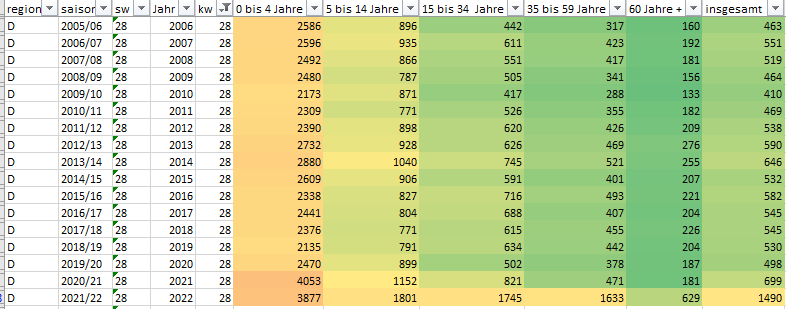 region saison sw Jahr kw 0 bis 4 Jahre 5 bis 14 Jahre 15 bis 34 Jahre 35 bis 59 Jahre 60 Jahre + insgesamt
D 2005/06 28 2006 28 2586 896 442 317 160 463
D 2006/07 28 2007 28 2596 935 611 423 192 551
D 2007/08 28 2008 28 2492 866 551 417 181 519
D 2008/09 28 2009 28 2480 787 505 341 156 464
D 2009/10 28 2010 28 2173 871 417 288 133 410
D 2010/11 28 2011 28 2309 771 526 355 182 469
D 2011/12 28 2012 28 2390 898 620 426 209 538
D 2012/13 28 2013 28 2732 928 626 469 276 590
D 2013/14 28 2014 28 2880 1040 745 521 255 646
D 2014/15 28 2015 28 2609 906 591 401 207 532
D 2015/16 28 2016 28 2338 827 716 493 221 582
D 2016/17 28 2017 28 2441 804 688 407 204 545
D 2017/18 28 2018 28 2376 771 615 455 226 545
D 2018/19 28 2019 28 2135 791 634 442 204 530
D 2019/20 28 2020 28 2470 899 502 378 187 498
D 2020/21 28 2021 28 4053 1152 821 471 181 699
D 2021/22 28 2022 28 3877 1801 1745 1633 629 1490